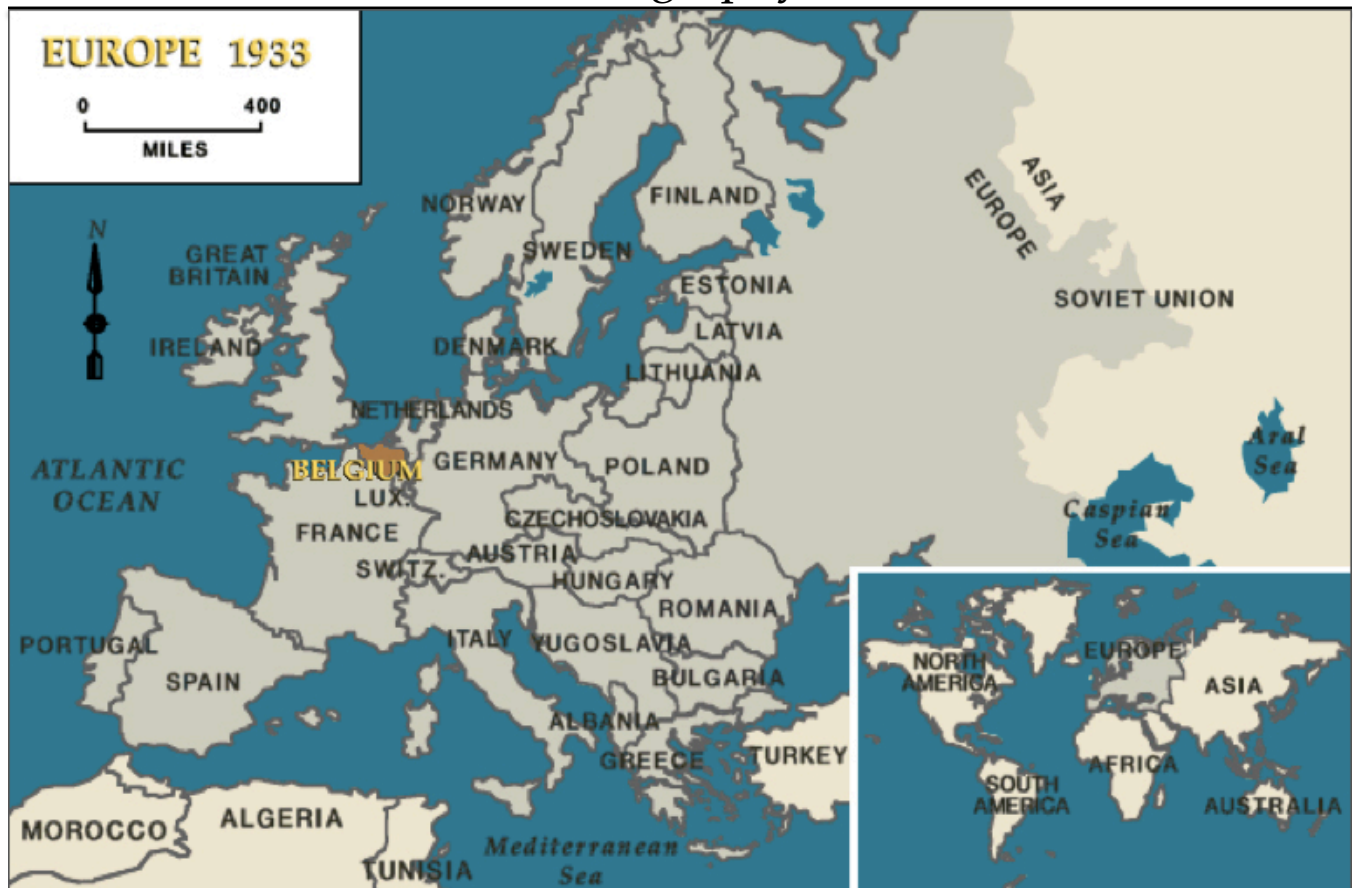 EUROPE 1933
0 400
MILES
N
NORWAY
FINLAND
SWEDEN
ASIA
EUROPE
GREAT
BRITAIN
ESTONIA
SOVIET UNION
LATVIA
IRELAND
DENMARK
LITHUANIA
NETHERLANDS
ATLANTIC
OCEAN
BELGIUM
GERMANY
POLAND
Aral
Sea
LUX.
FRANCE
CZECHOSLOVAKIA
Caspian
Sea
SWITZ.
AUSTRIA
HUNGARY
ROMANIA
PORTUGAL
SPAIN
ITALY
YUGOSLAVIA
BULGARIA
ALBANIA
GREECE
TURKEY
MOROCCO
ALGERIA
TUNISIA
Mediterranean
Sea
NORTH
AMERICA
EUROPE
ASIA
AFRICA
SOUTH
AMERICA
AUSTRALIA